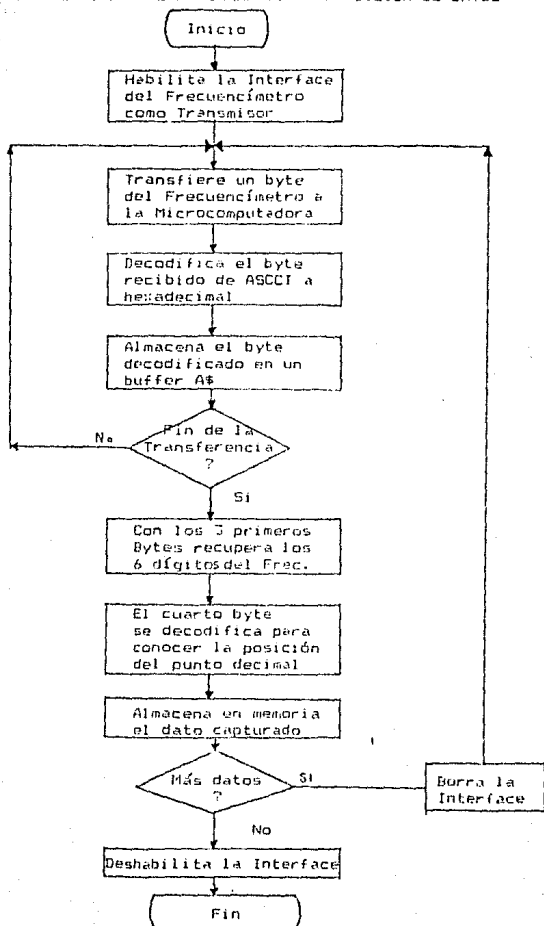 Inicio
Habilita la Interface
del Frecuencímetro
como Transmisor
Transfiere un byte
del Frecuencímetro a
la Microcomputadora
Decodifica el byte
recibido de ASCCI a
hexadecimal
Almacena el byte
decodificado en un
buffer A$
Fin de la
Transferencia
?
No
Si
Con los 3 primeros
Bytes recupera los
6 dígitos del Frec.
El cuarto byte
se decodifica para
conocer la posición
del punto decimal
Almacena en memoria
el dato capturado
Más datos
?
Si
Borra la
Interface
No
Deshabilita la Interface
Fin